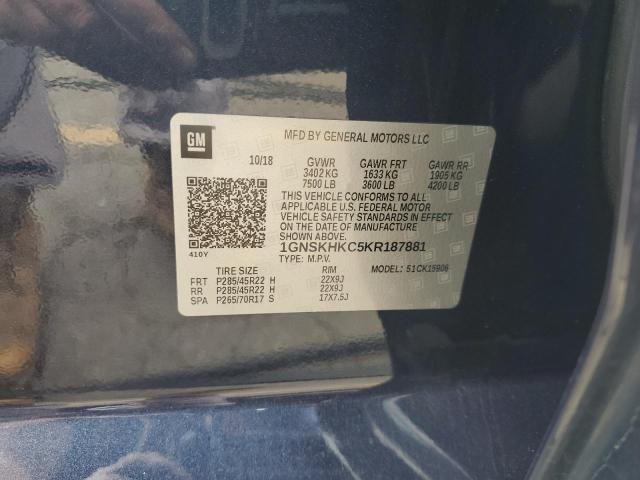 GM
MFD BY GENERAL MOTORS LLC
10/18 GVWR GAWR FRT GAWR RR
3402 KG 1633 KG 1905 KG
7500 LB 3600 LB 4200 LB
THIS VEHICLE CONFORMS TO ALL
APPLICABLE U.S. FEDERAL MOTOR
VEHICLE SAFETY STANDARDS IN EFFECT
ON THE DATE OF MANUFACTURE
SHOWN ABOVE.
1GNSKHKC5KR187881
410Y TYPE: M.P.V. MODEL: 51CK15906
TIRE SIZE RIM
FRT P285/45R22 H 22X9J
RR P285/45R22 H 22X9J
SPA P265/70R17 S 17X7.5J